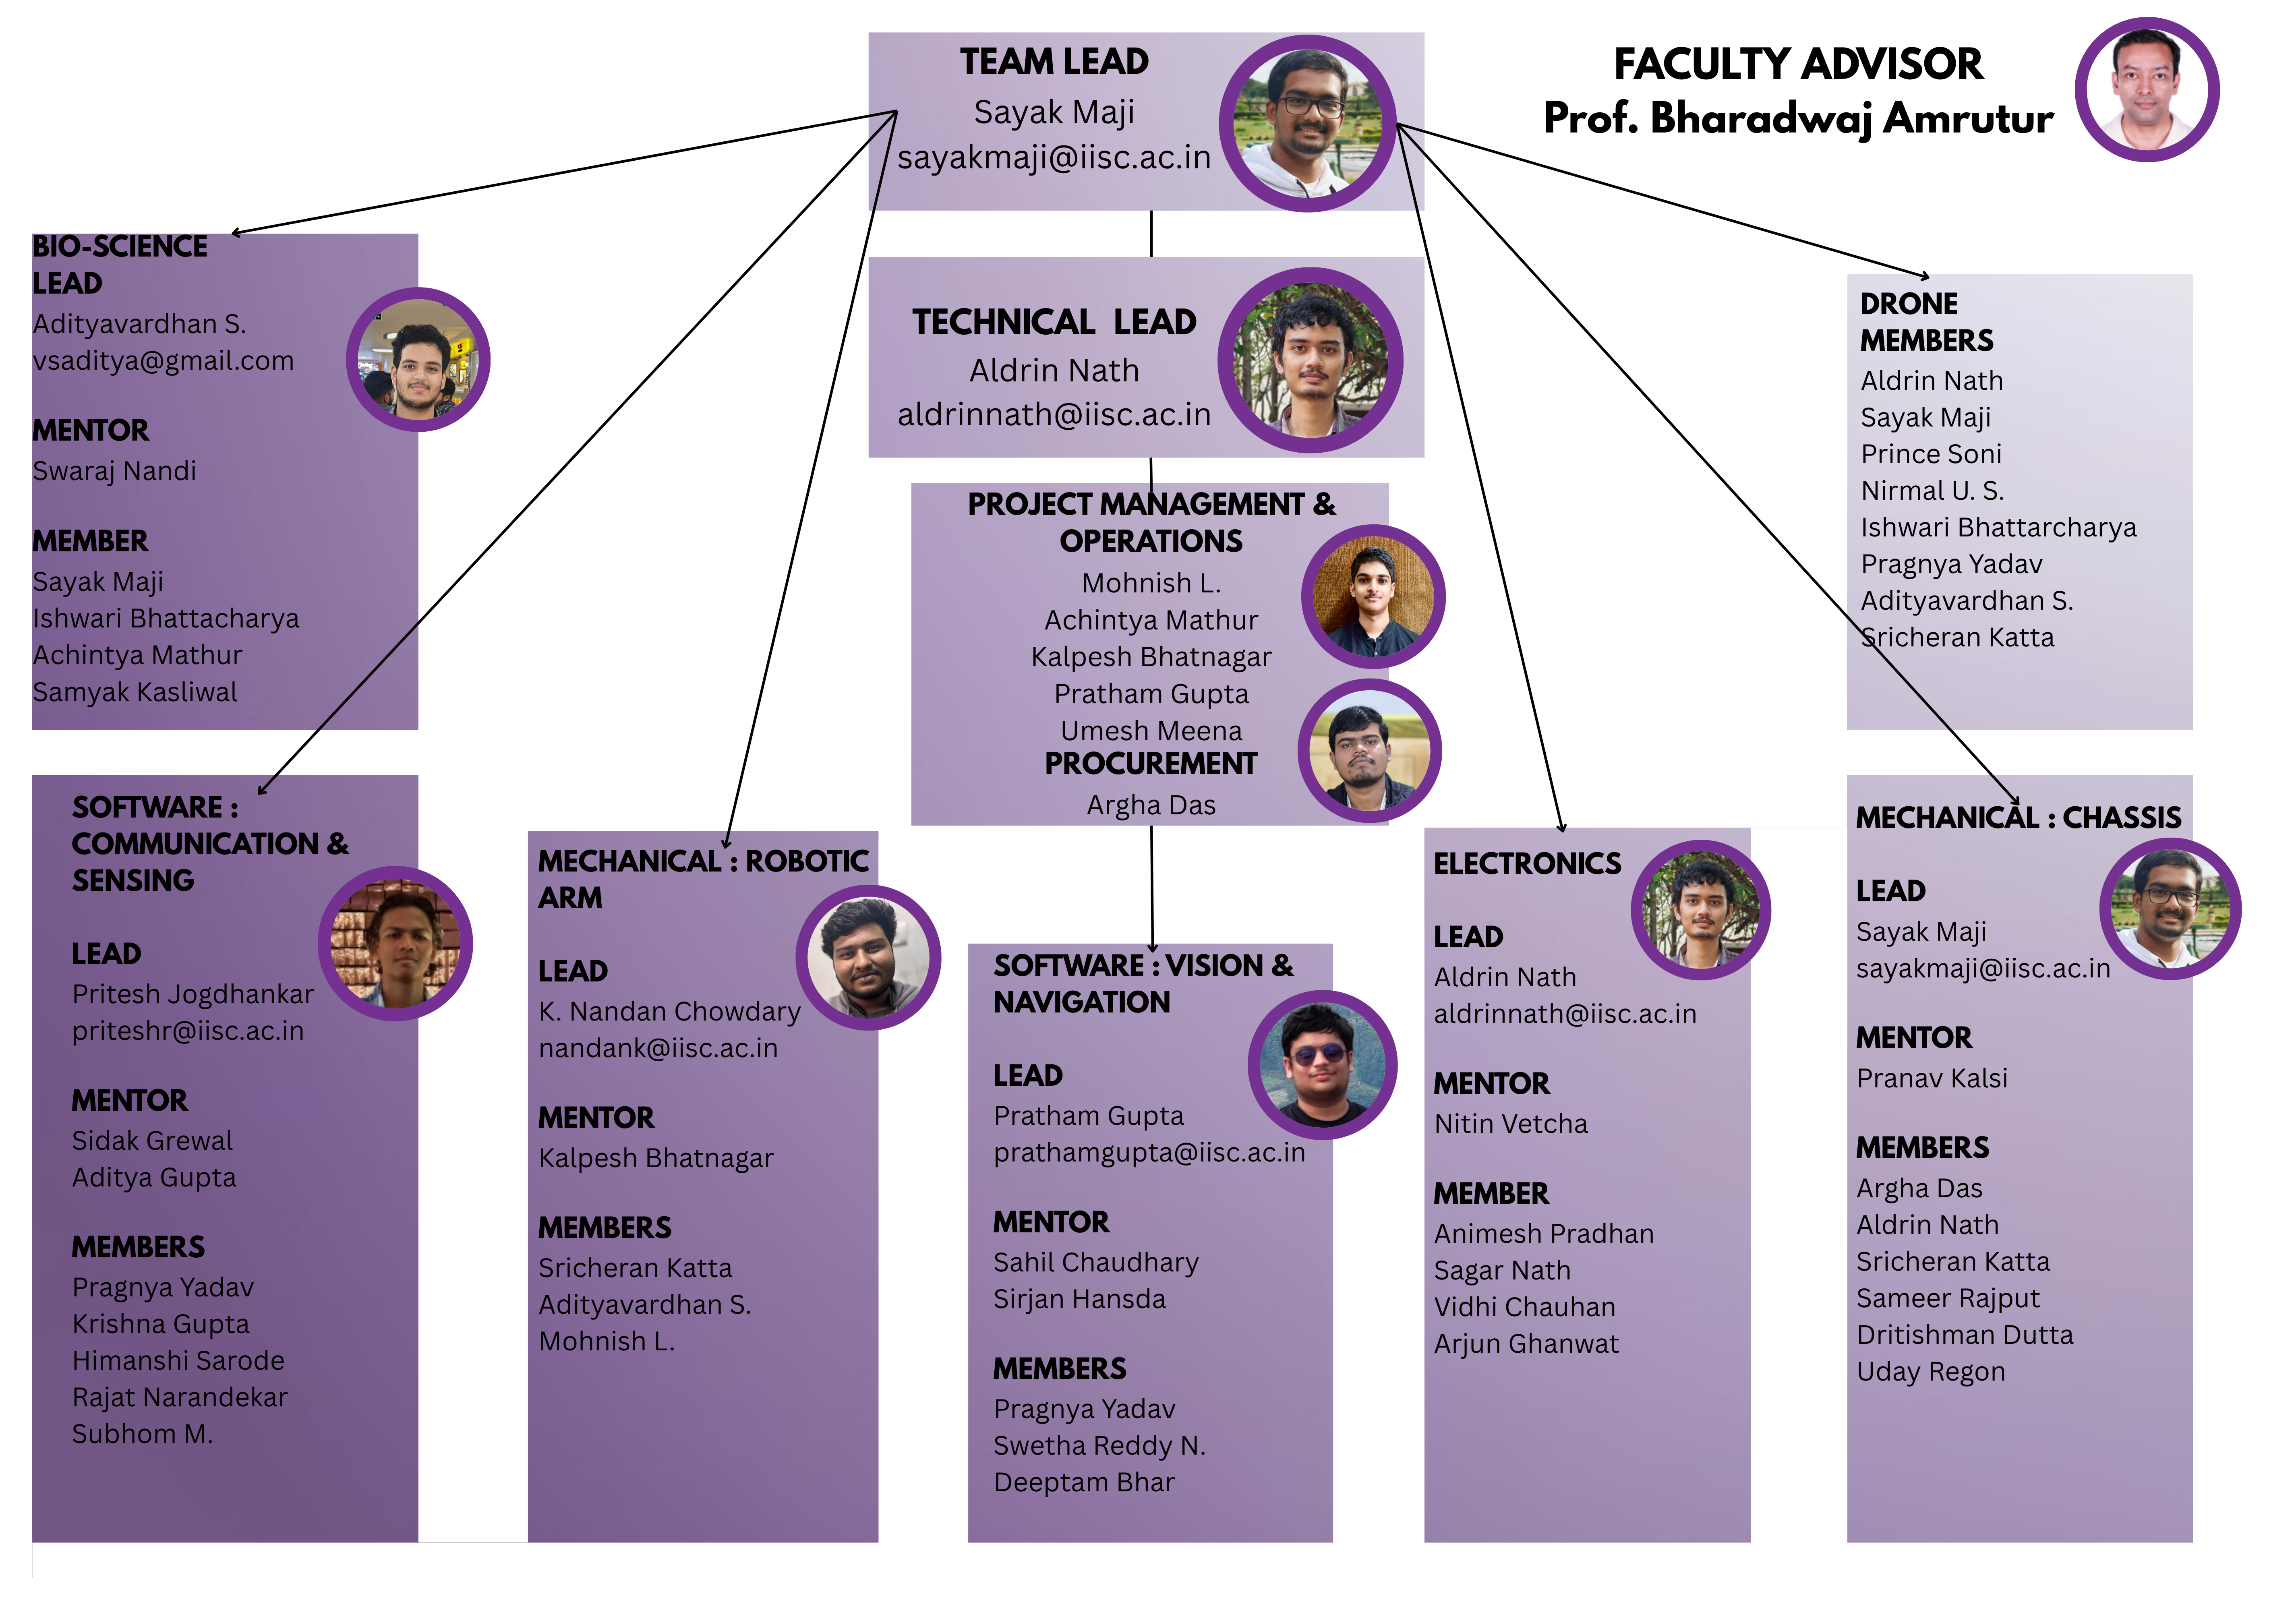 TEAM LEAD
Sayak Maji
sayakmaji@iisc.ac.in
FACULTY ADVISOR
Prof. Bharadwaj Amrutur
TECHNICAL LEAD
Aldrin Nath
aldrinnath@iisc.ac.in
PROJECT MANAGEMENT &
OPERATIONS
Mohnish L.
Achintya Mathur
Kalpesh Bhatnagar
Pratham Gupta
Umesh Meena
PROCUREMENT
Argha Das
BIO-SCIENCE
LEAD
Adityavardhan S.
vsaditya@gmail.com
MENTOR
Swaraj Nandi
MEMBER
Sayak Maji
Ishwari Bhattacharya
Achintya Mathur
Samyak Kasliwal
DRONE
MEMBERS
Aldrin Nath
Sayak Maji
Prince Soni
Nirmal U. S.
Ishwari Bhattarcharya
Pragnya Yadav
Adityavardhan S.
Sricheran Katta
SOFTWARE :
COMMUNICATION &
SENSING
LEAD
Pritesh Jogdhankar
priteshr@iisc.ac.in
MENTOR
Sidak Grewal
Aditya Gupta
MEMBERS
Pragnya Yadav
Krishna Gupta
Himanshi Sarode
Rajat Narandekar
Subhom M.
MECHANICAL : ROBOTIC
ARM
LEAD
K. Nandan Chowdary
nandank@iisc.ac.in
MENTOR
Kalpesh Bhatnagar
MEMBERS
Sricheran Katta
Adityavardhan S.
Mohnish L.
SOFTWARE : VISION &
NAVIGATION
LEAD
Pratham Gupta
prathamgupta@iisc.ac.in
MENTOR
Sahil Chaudhary
Sirjan Hansda
MEMBERS
Pragnya Yadav
Swetha Reddy N.
Deeptam Bhar
ELECTRONICS
LEAD
Aldrin Nath
aldrinnath@iisc.ac.in
MENTOR
Nitin Vetcha
MEMBER
Animesh Pradhan
Sagar Nath
Vidhi Chauhan
Arjun Ghanwat
MECHANICAL : CHASSIS
LEAD
Sayak Maji
sayakmaji@iisc.ac.in
MENTOR
Pranav Kalsi
MEMBERS
Argha Das
Aldrin Nath
Sricheran Katta
Sameer Rajput
Dritishman Dutta
Uday Regon